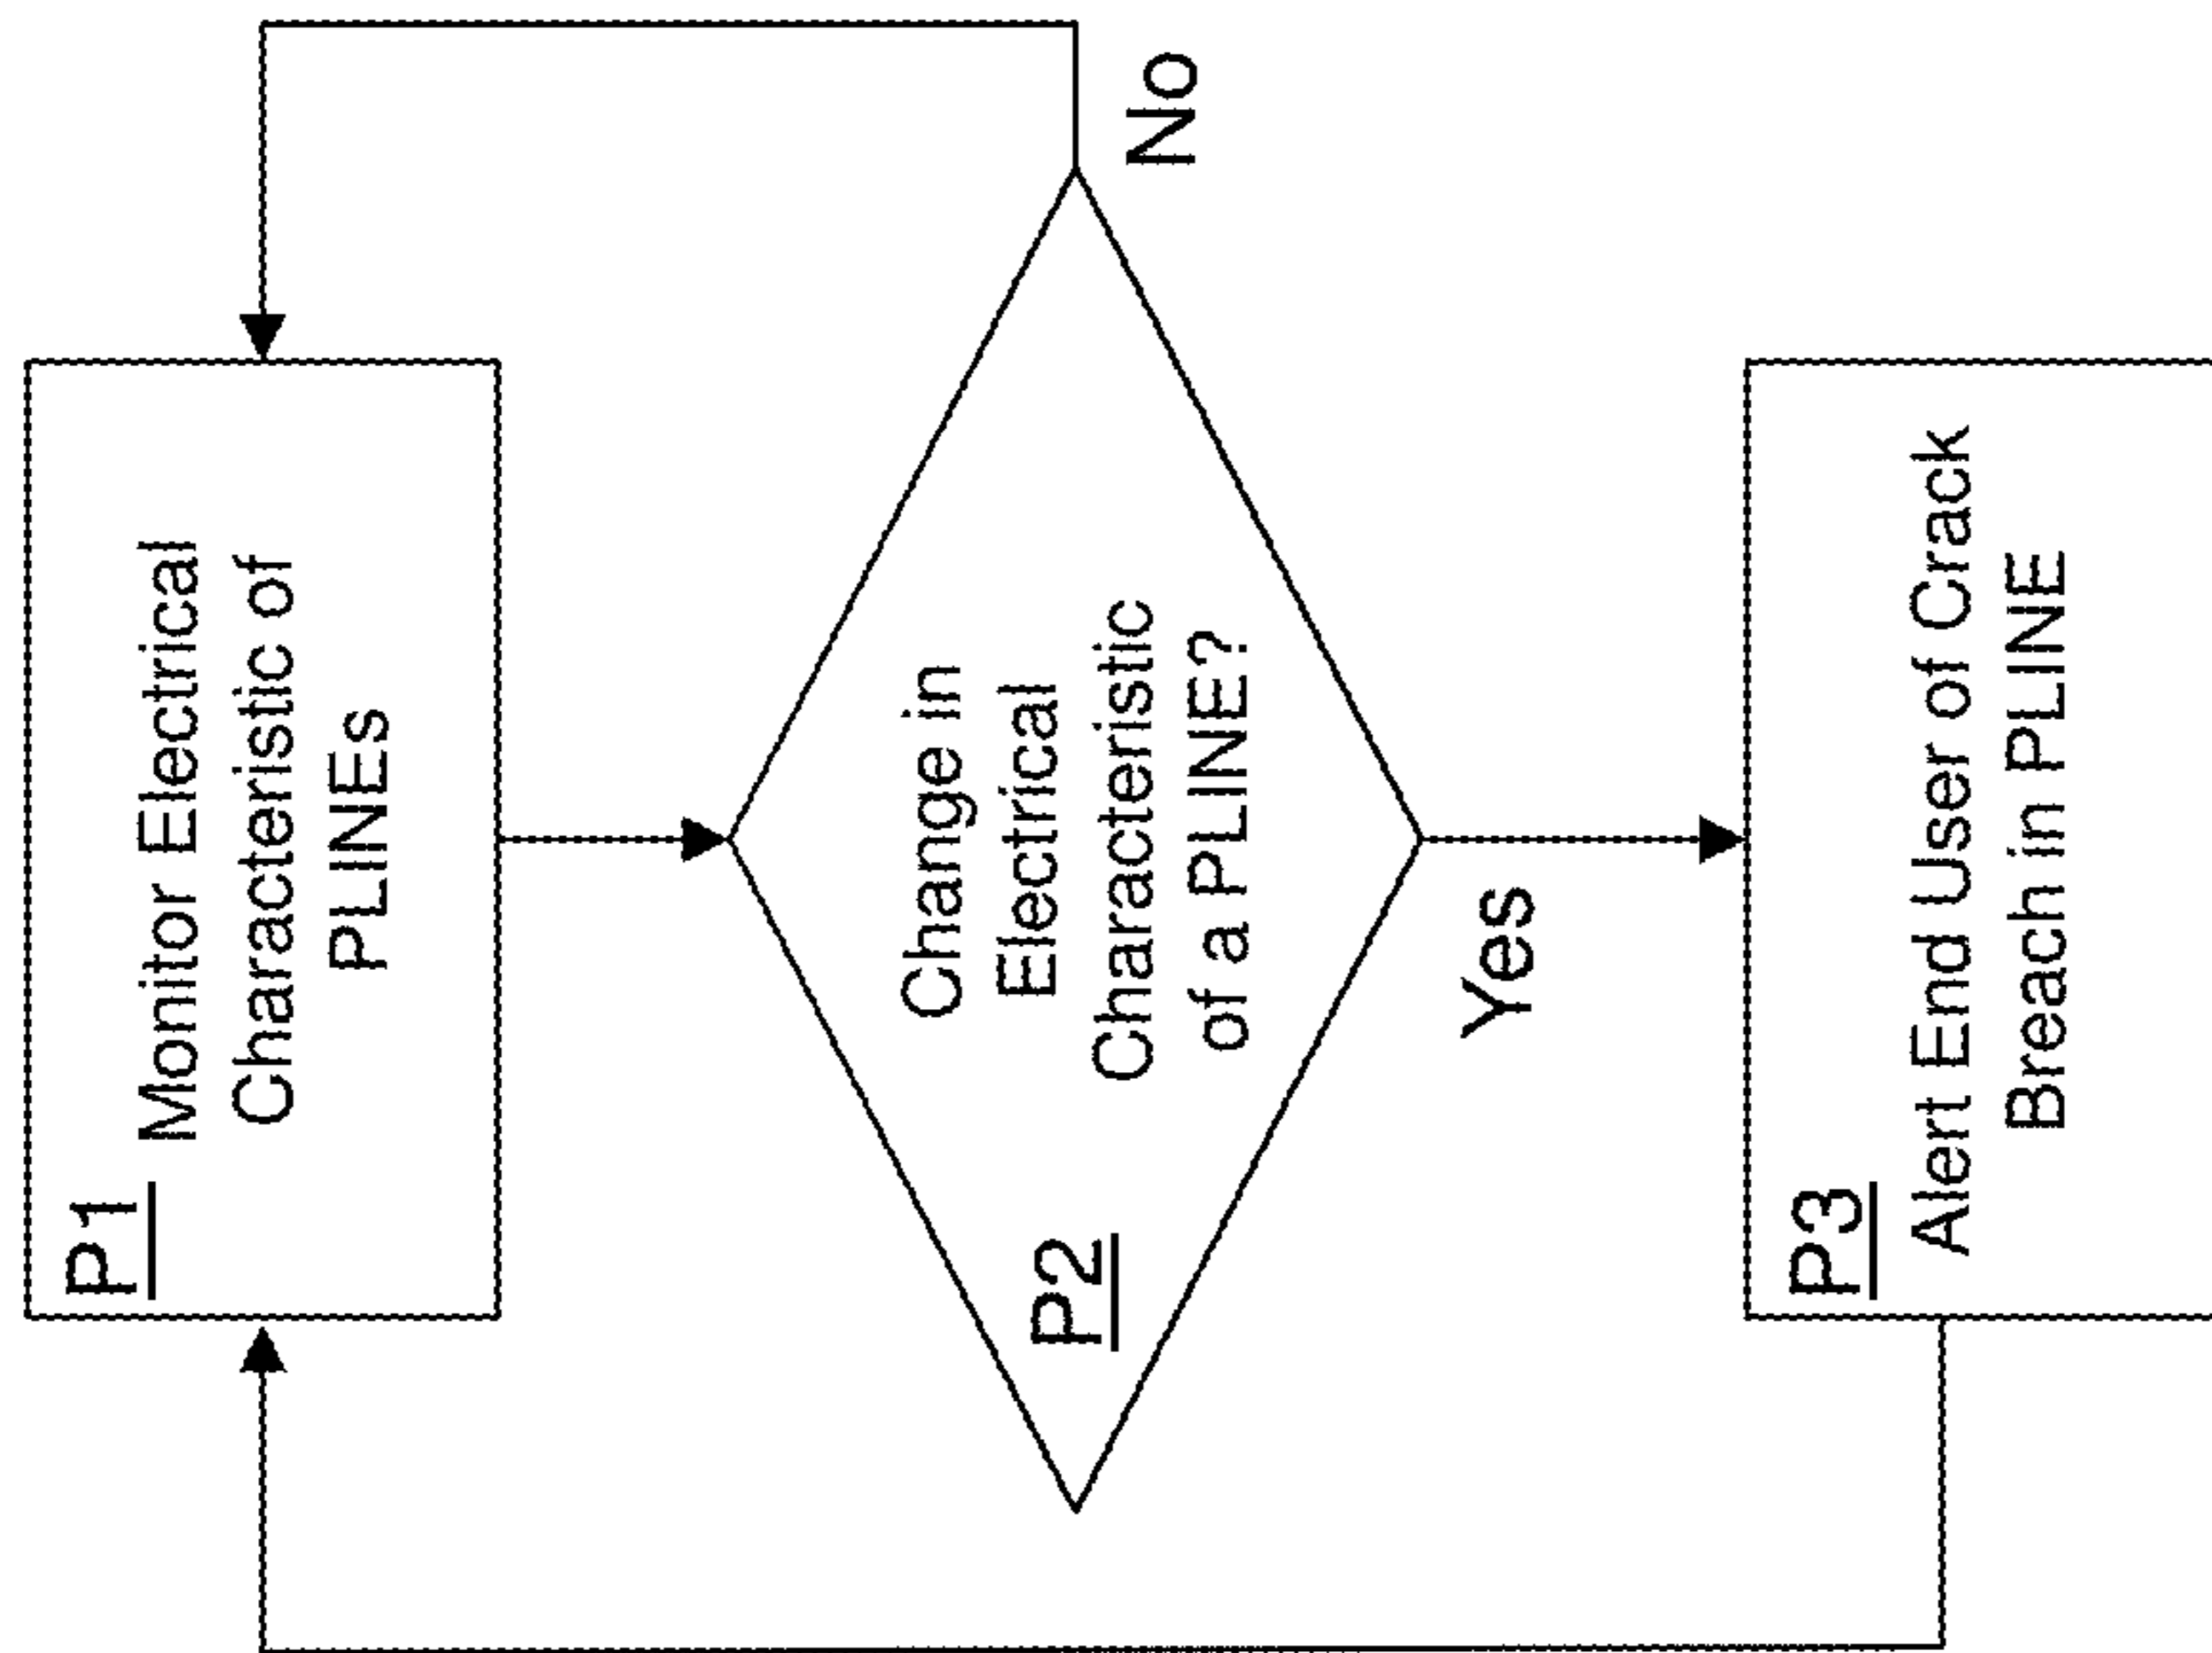 P1
Monitor Electrical
Characteristic of
PLINEs
No
P2
Change in
Electrical
Characteristic
of a PLINE?
Yes
P3
Alert End User of Crack
Breach in PLINE